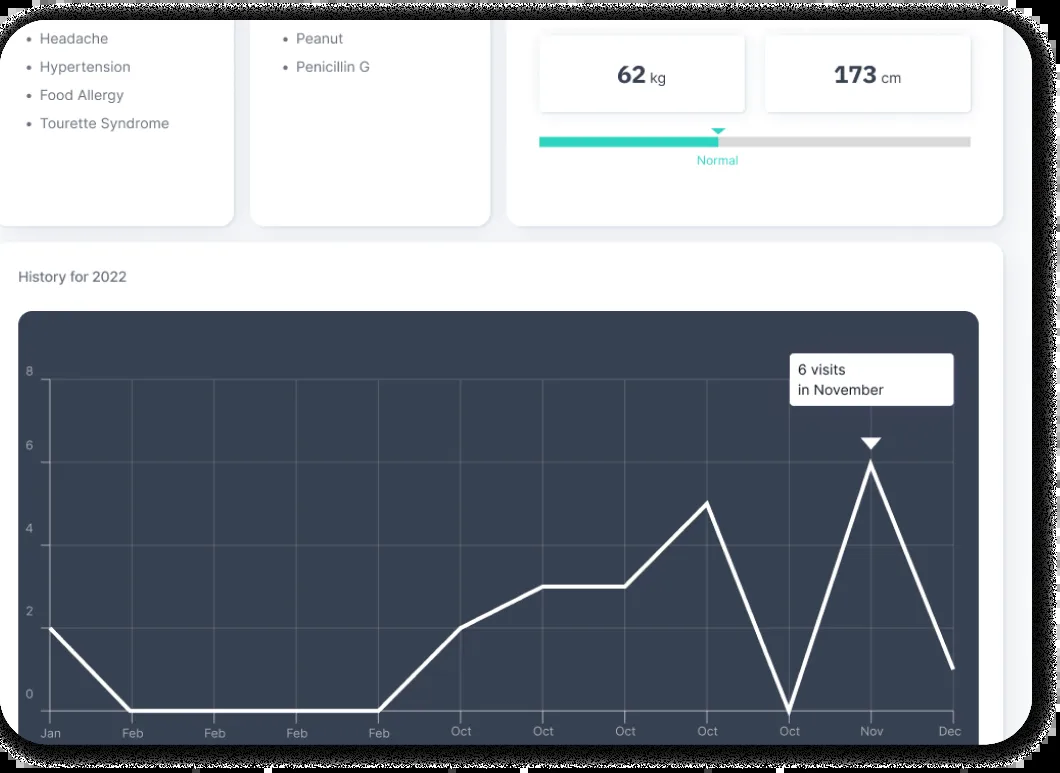 Headache
Hypertension
Food Allergy
Tourette Syndrome
Peanut
Penicillin G
62 kg
173 cm
Normal
History for 2022
6 visits
in November
8
6
4
2
0
Jan Feb Feb Feb Feb Oct Oct Oct Oct Oct Nov Dec